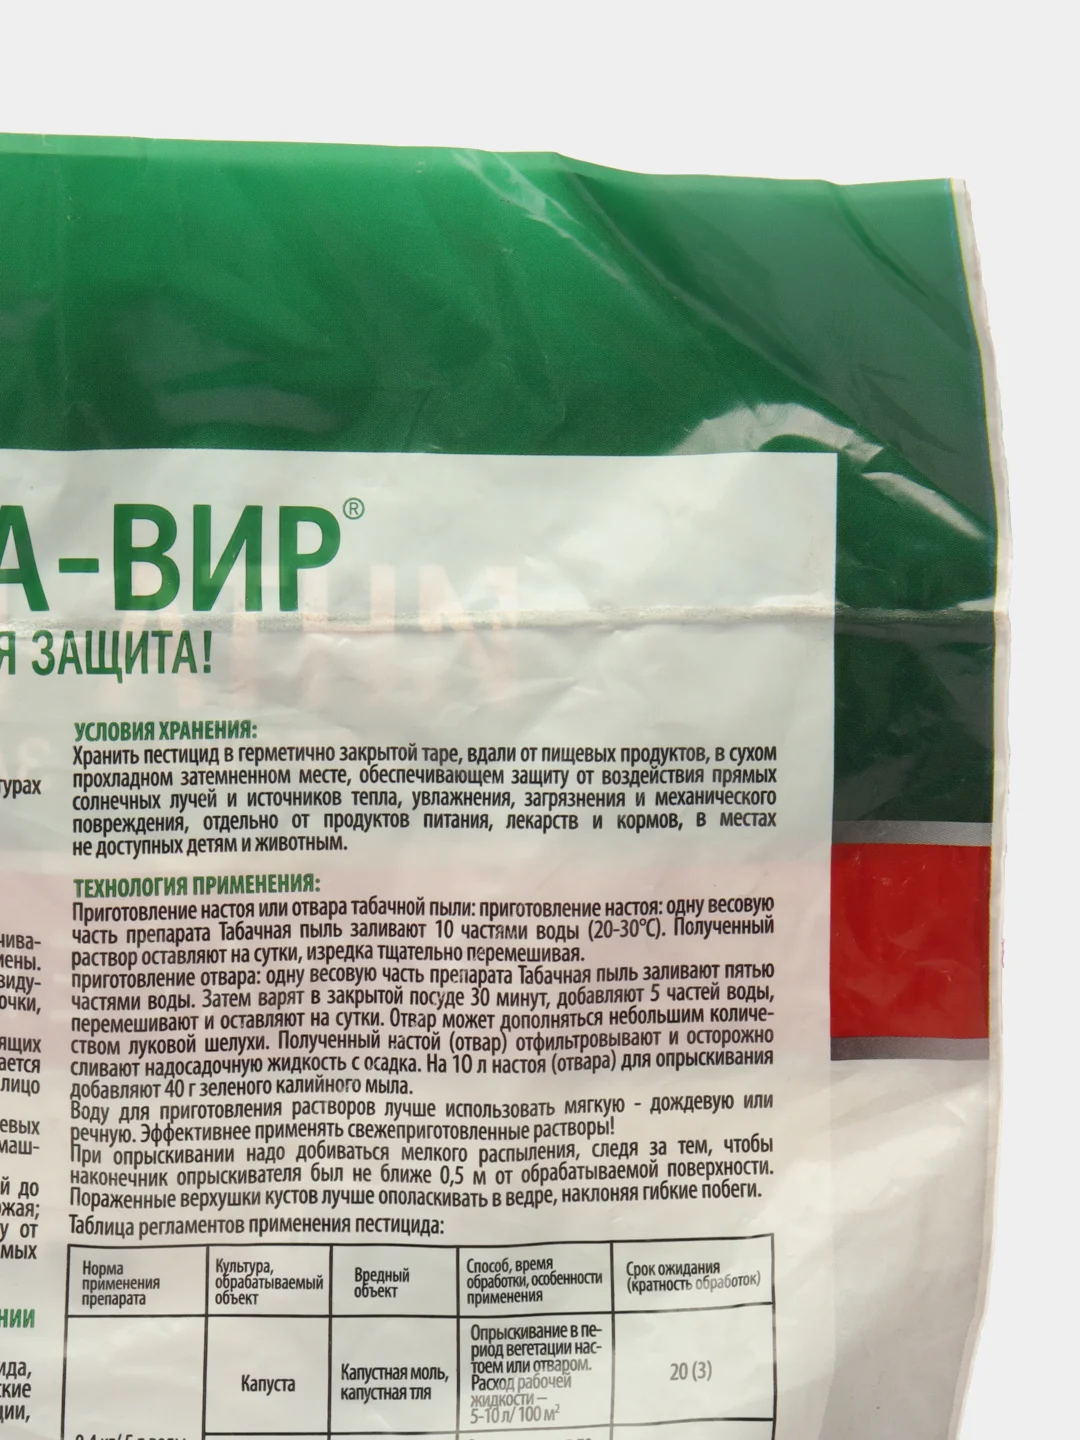 А-ВИР®
Я ЗАЩИТА!
УСЛОВИЯ ХРАНЕНИЯ:
Хранить пестицид в герметично закрытой таре, вдали от пищевых продуктов, в сухом
прохладном затемненном месте, обеспечивающем защиту от воздействия прямых
солнечных лучей и источников тепла, увлажнения, загрязнения и механического
повреждения, отдельно от продуктов питания, лекарств и кормов, в местах
не доступных детям и животным.
ТЕХНОЛОГИЯ ПРИМЕНЕНИЯ:
Приготовление настоя или отвара табачной пыли: приготовление настоя: одну весовую
часть препарата Табачная пыль заливают 10 частями воды (20-30°С). Полученный
раствор оставляют на сутки, изредка тщательно перемешивая.
приготовление отвара: одну весовую часть препарата Табачная пыль заливают пятью
частями воды. Затем варят в закрытой посуде 30 минут, добавляют 5 частей воды,
перемешивают и оставляют на сутки. Отвар может дополняться небольшим количе-
ством луковой шелухи. Полученный настой (отвар) отфильтровывают и осторожно
сливают надосадочную жидкость с осадка. На 10 л настоя (отвара) для опрыскивания
добавляют 40 г зеленого калийного мыла.
Воду для приготовления растворов лучше использовать мягкую - дождевую или
речную. Эффективнее применять свежеприготовленные растворы!
При опрыскивании надо добиваться мелкого распыления, следя за тем, чтобы
наконечник опрыскивателя был не ближе 0,5 м от обрабатываемой поверхности.
Пораженные верхушки кустов лучше ополаскивать в ведре, наклоняя гибкие побеги.
Таблица регламентов применения пестицида:
Норма
применения
препарата
Культура,
обрабатываемый
объект
Вредный
объект
Способ, время
обработки, особенности
применения
Срок ожидания
(кратность обработок)
Капуста
Капустная моль,
капустная тля
Опрыскивание в пе-
риод вегетации нас-
тоем или отваром.
Расход рабочей
жидкости –
5-10 л/ 100 м²
20 (3)
турах
чива-
мены.
виду-
очки,
ящих
ается
лицо
евых
маш-
й до
жая;
у от
мых
НИИ
ида,
ские
ции,